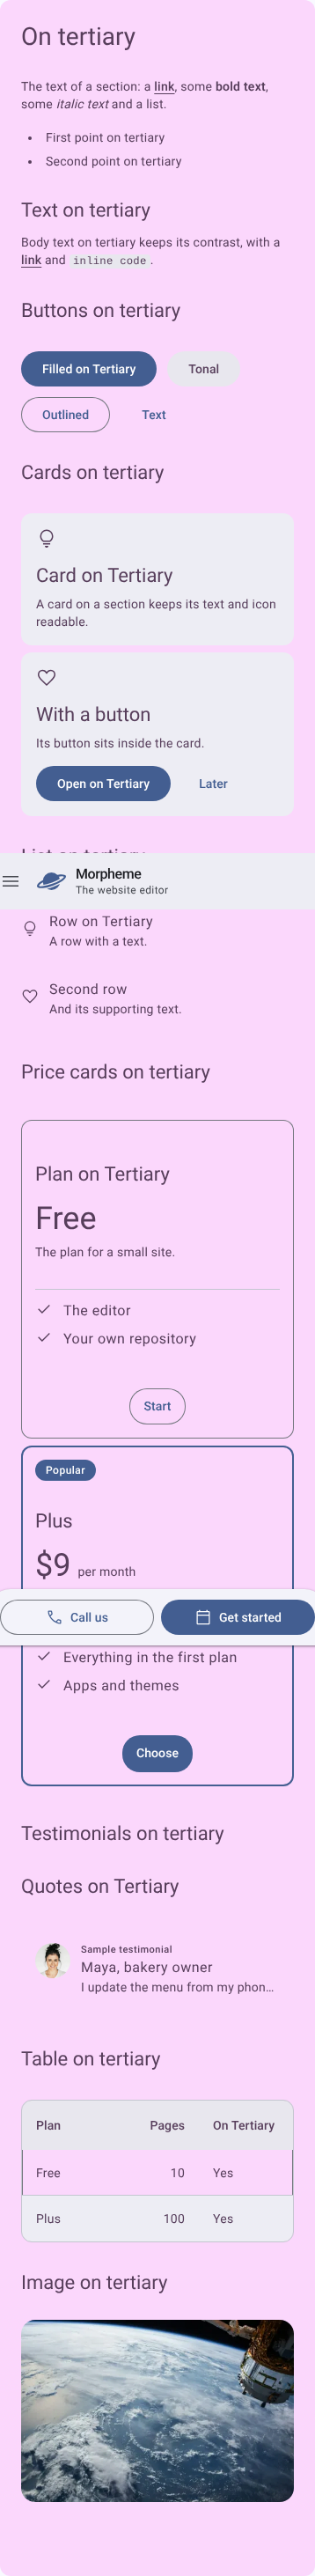 On tertiary
The text of a section: a link, some bold text,
some italic text and a list.
• First point on tertiary
• Second point on tertiary
Text on tertiary
Body text on tertiary keeps its contrast, with a
link and inline code.
Buttons on tertiary
Filled on Tertiary
Tonal
Outlined
Text
Cards on tertiary
Card on Tertiary
A card on a section keeps its text and icon
readable.
With a button
Its button sits inside the card.
Open on Tertiary
Later
Morpheme
The website editor
Row on Tertiary
A row with a text.
Second row
And its supporting text.
Price cards on tertiary
Plan on Tertiary
Free
The plan for a small site.
The editor
Your own repository
Start
Popular
Plus
$9 per month
Call us
Get started
Everything in the first plan
Apps and themes
Choose
Testimonials on tertiary
Quotes on Tertiary
Sample testimonial
Maya, bakery owner
I update the menu from my phon…
Table on tertiary
Plan Pages On Tertiary
Free 10 Yes
Plus 100 Yes
Image on tertiary